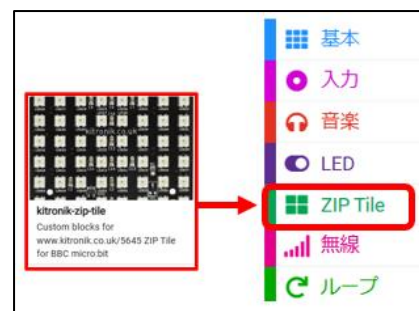 kitronik.co.uk
kitronik-zip-tile
Custom blocks for
www.kitronik.co.uk/5645 ZIP Tile
for BBC micro:bit
基本
入力
音楽
LED
ZIP Tile
無線
ループ